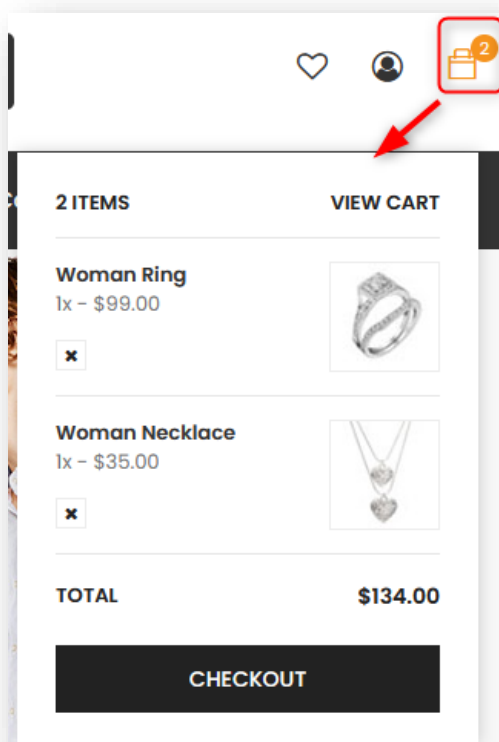 2
2 ITEMS VIEW CART
Woman Ring
1x - $99.00
✖
Woman Necklace
1x - $35.00
✖
TOTAL $134.00
CHECKOUT